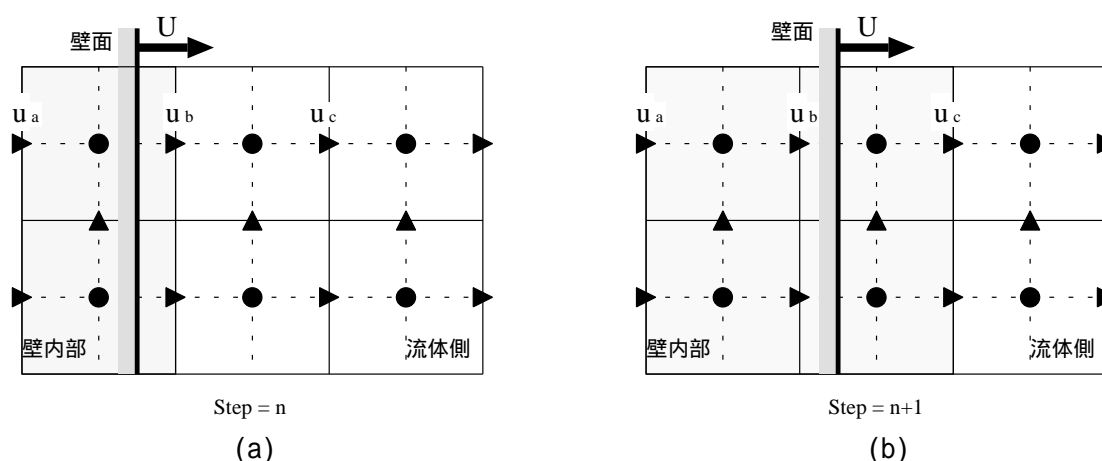 壁面 U
u a u b u c
壁内部 流体側
Step = n
(a)
壁面 U
u a u b u c
壁内部 流体側
Step = n+1
(b)